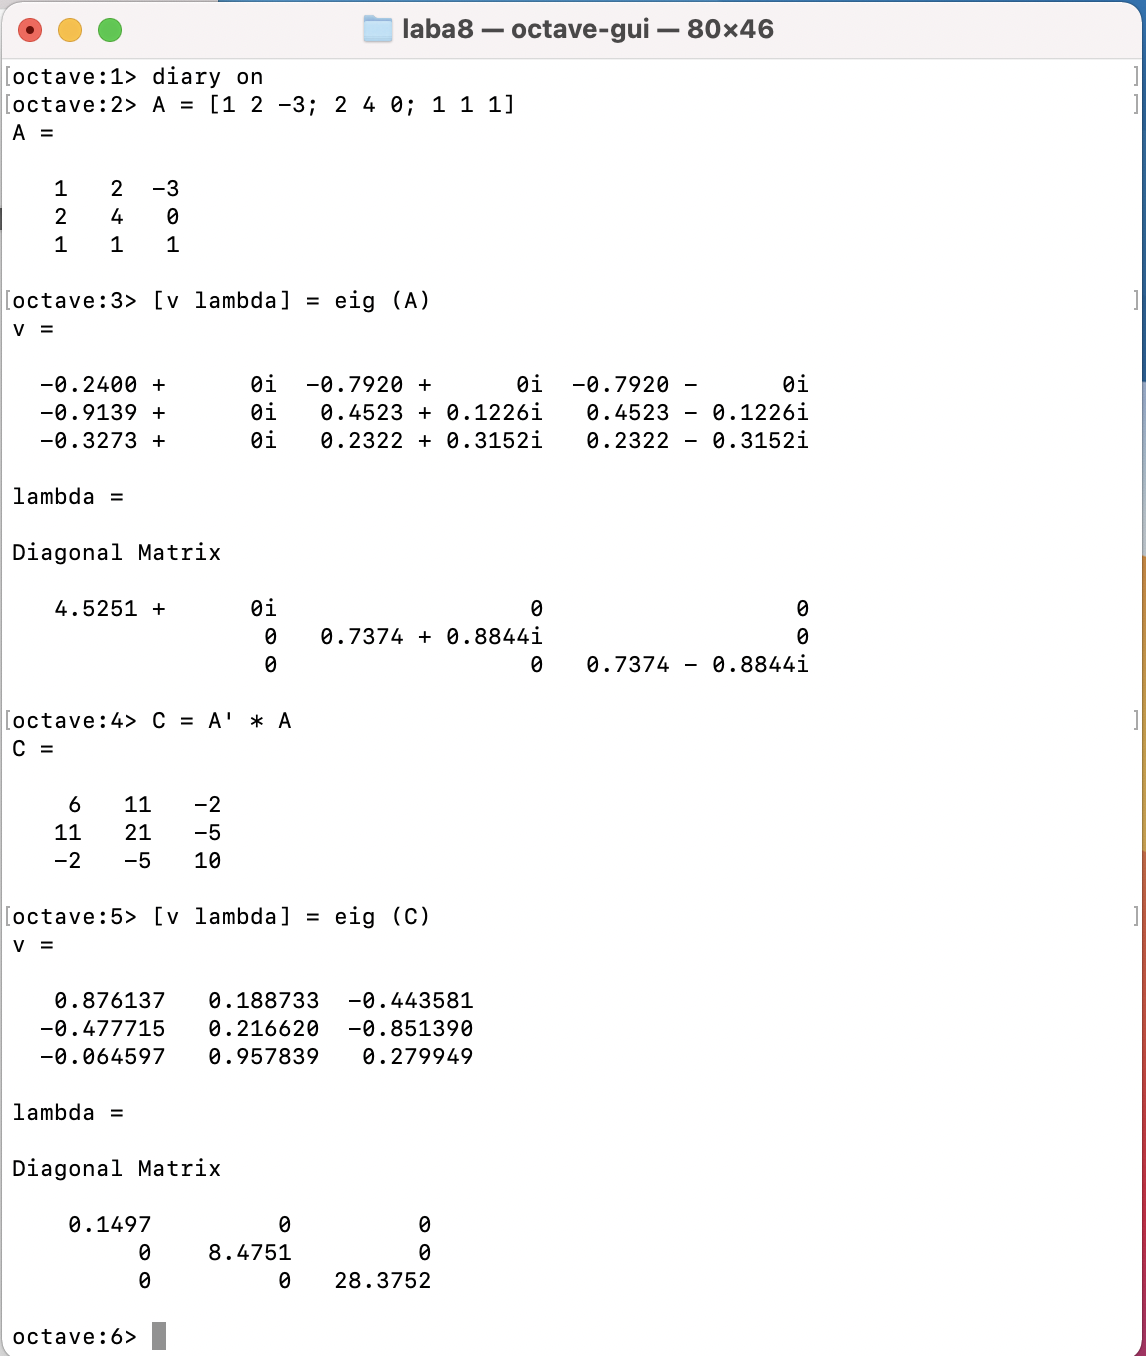 laba8 — octave-gui — 80×46
[octave:1> diary on ]
[octave:2> A = [1 2 -3; 2 4 0; 1 1 1] ]
A =
1 2 -3
2 4 0
1 1 1
[octave:3> [v lambda] = eig (A) ]
v =
-0.2400 + 0i -0.7920 + 0i -0.7920 - 0i
-0.9139 + 0i 0.4523 + 0.1226i 0.4523 - 0.1226i
-0.3273 + 0i 0.2322 + 0.3152i 0.2322 - 0.3152i
lambda =
Diagonal Matrix
4.5251 + 0i 0 0
0 0.7374 + 0.8844i 0
0 0 0.7374 - 0.8844i
[octave:4> C = A' * A ]
C =
6 11 -2
11 21 -5
-2 -5 10
[octave:5> [v lambda] = eig (C) ]
v =
0.876137 0.188733 -0.443581
-0.477715 0.216620 -0.851390
-0.064597 0.957839 0.279949
lambda =
Diagonal Matrix
0.1497 0 0
0 8.4751 0
0 0 28.3752
octave:6>